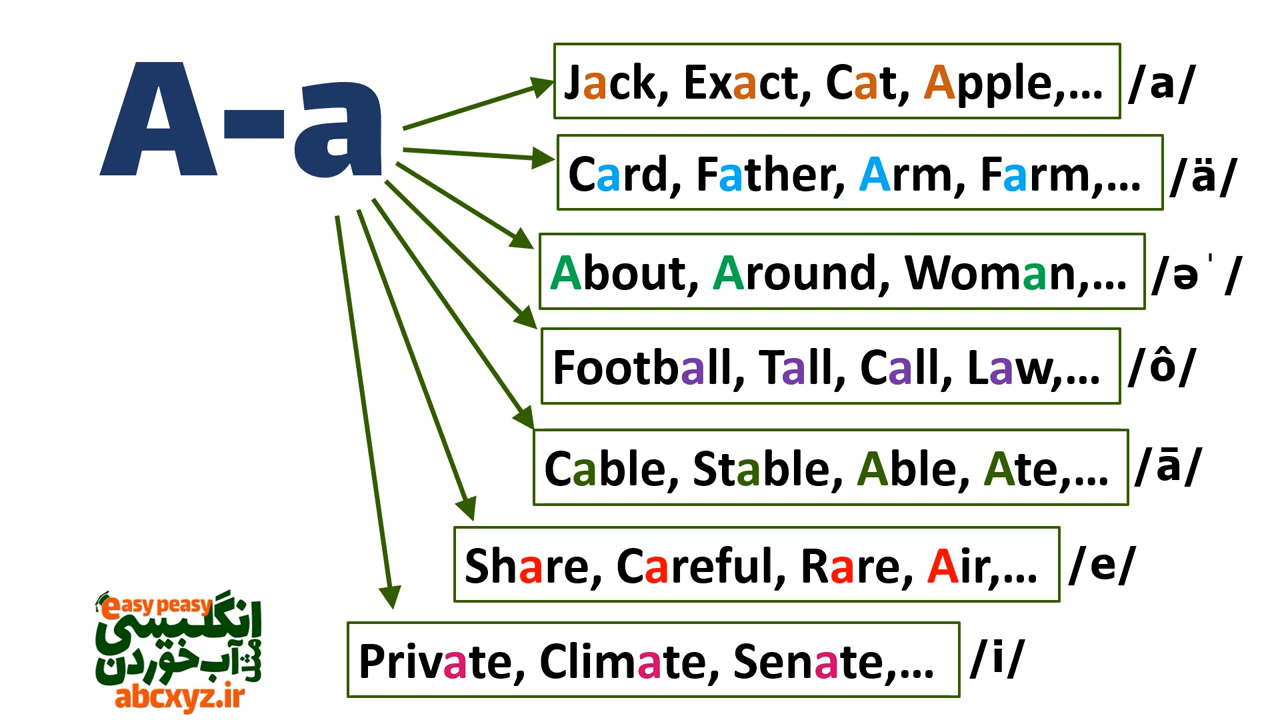 A-a
Jack, Exact, Cat, Apple,... /a/
Card, Father, Arm, Farm,... /ä/
About, Around, Woman,... /əˈ/
Football, Tall, Call, Law,... /ô/
Cable, Stable, Able, Ate,... /ā/
Share, Careful, Rare, Air,... /e/
Private, Climate, Senate,... /i/
easy peasy
انگلیسی
مثل آب خوردن
abcxyz.ir